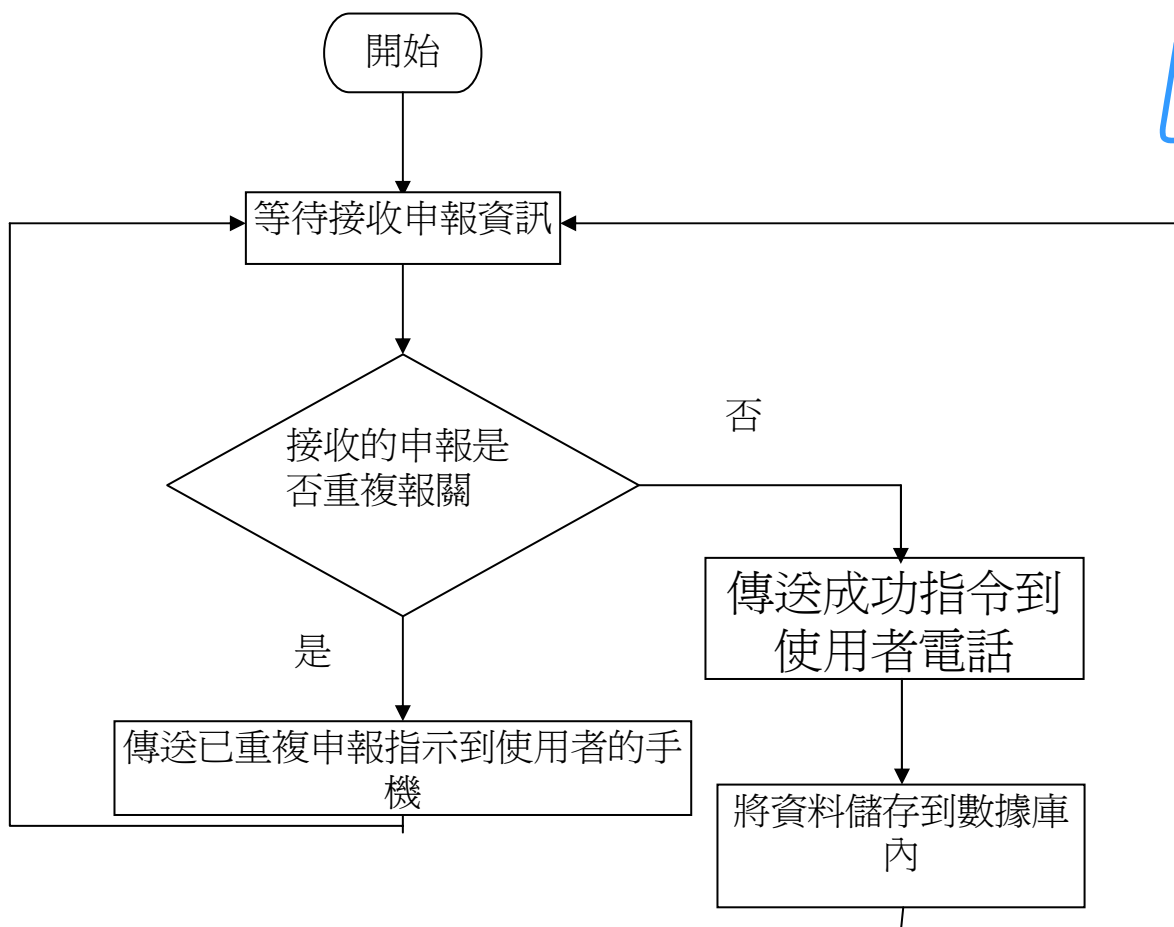 開始
等待接收申報資訊
否
接收的申報是
否重複報關
傳送成功指令到
使用者電話
是
傳送已重複申報指示到使用者的手
機
將資料儲存到數據庫
內